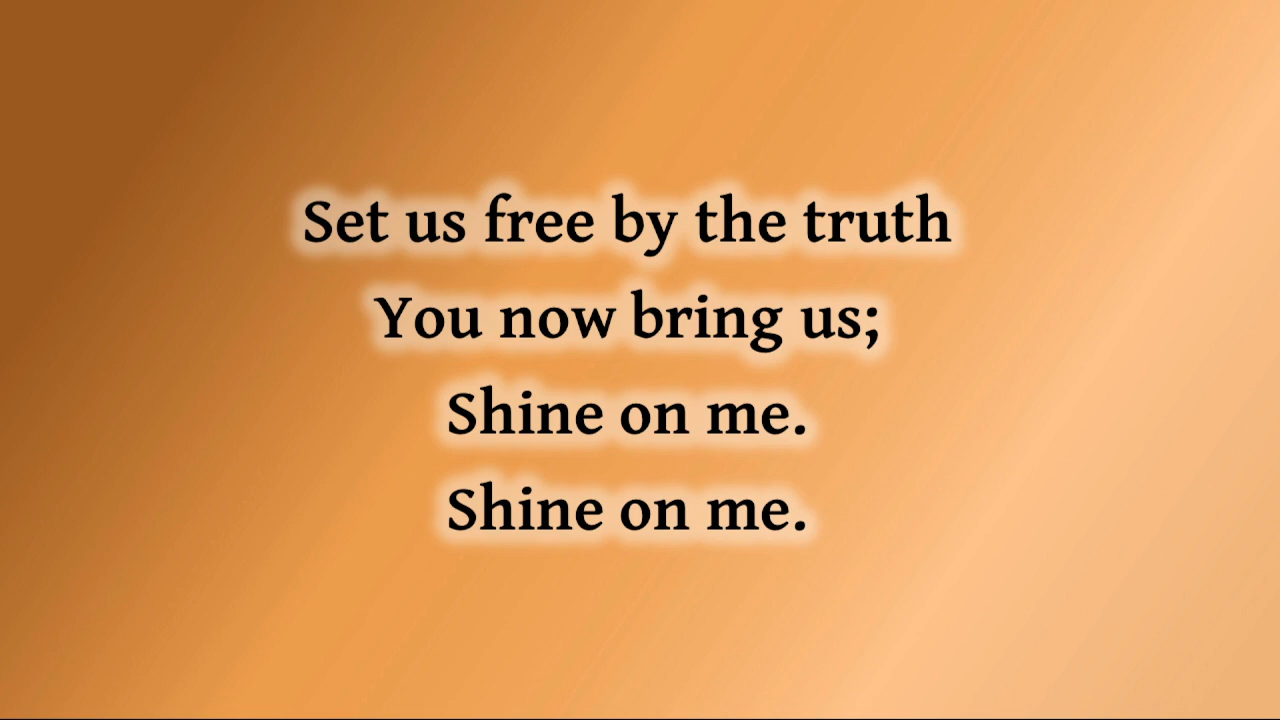 Set us free by the truth
You now bring us;
Shine on me.
Shine on me.